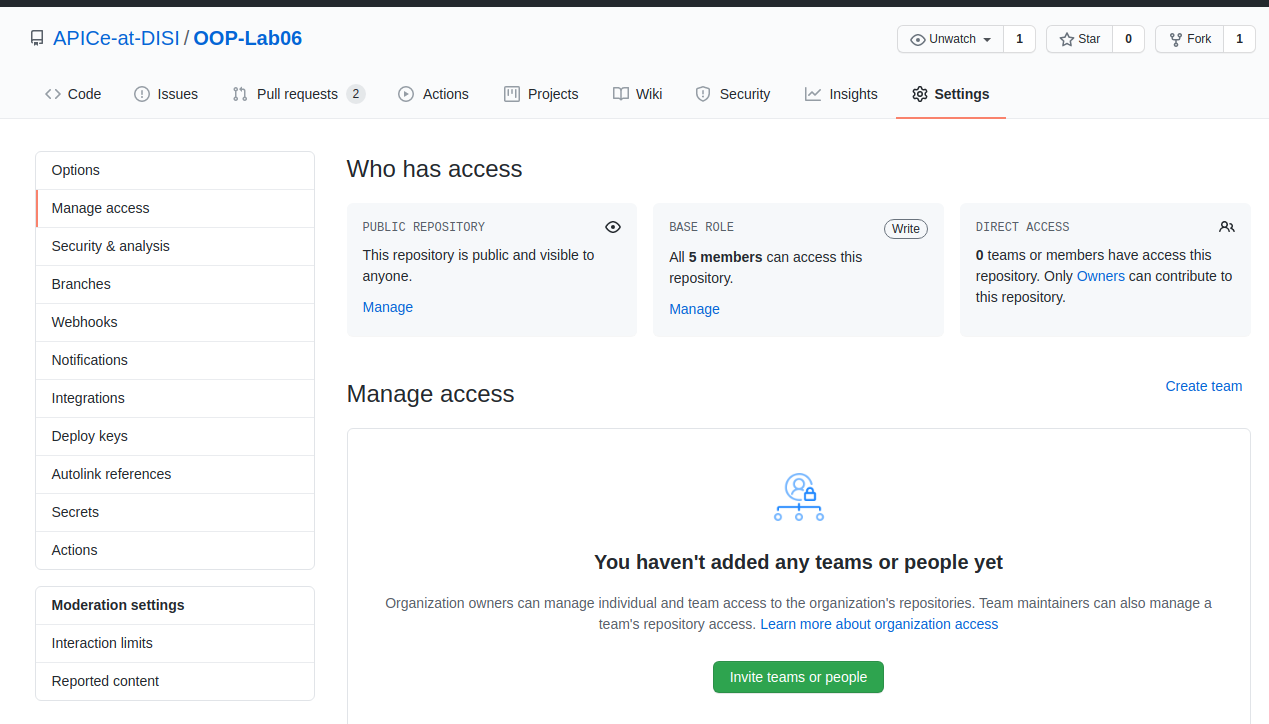 APICe-at-DISI / OOP-Lab06
Unwatch 1 Star 0 Fork 1
Code Issues Pull requests 2 Actions Projects Wiki Security Insights Settings
Options
Manage access
Security & analysis
Branches
Webhooks
Notifications
Integrations
Deploy keys
Autolink references
Secrets
Actions
Moderation settings
Interaction limits
Reported content
Who has access
PUBLIC REPOSITORY
This repository is public and visible to
anyone.
Manage
BASE ROLE
Write
All 5 members can access this
repository.
Manage
DIRECT ACCESS
0 teams or members have access this
repository. Only Owners can contribute to
this repository.
Manage access
Create team
You haven't added any teams or people yet
Organization owners can manage individual and team access to the organization's repositories. Team maintainers can also manage a
team's repository access. Learn more about organization access
Invite teams or people